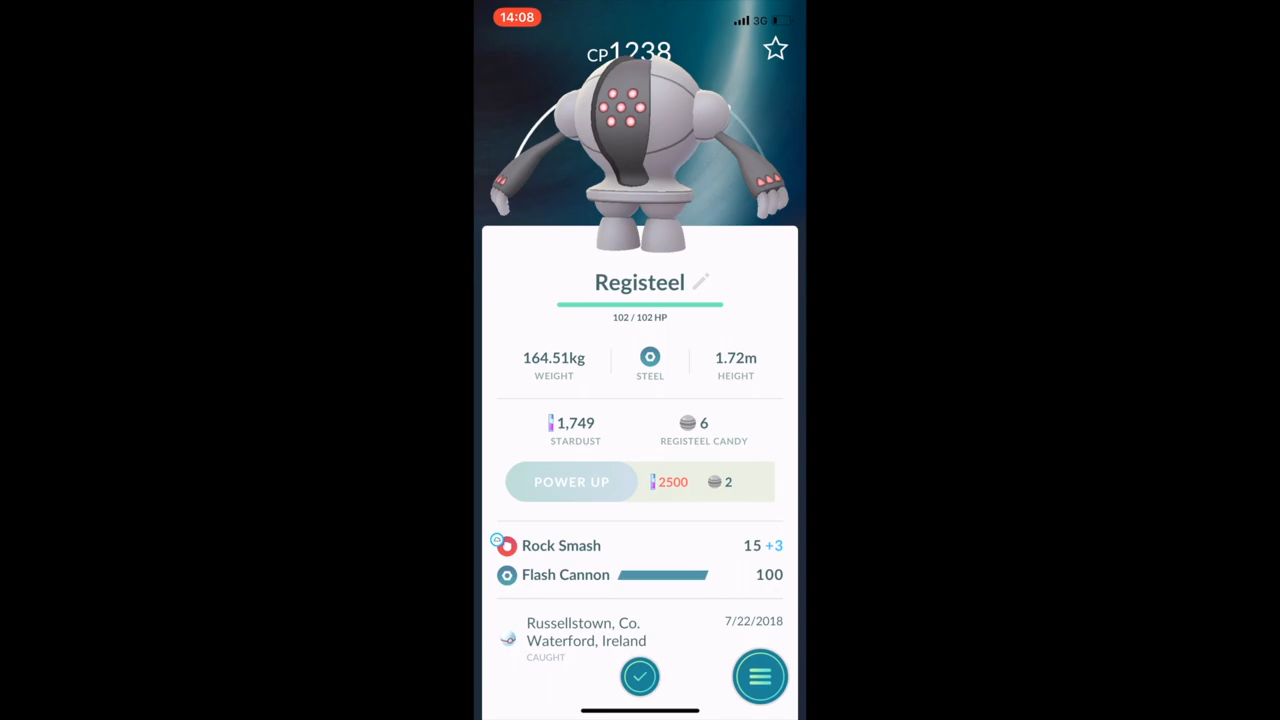 14:08
3G
CP1238
Registeel
102 / 102 HP
164.51kg
WEIGHT
STEEL
1.72m
HEIGHT
1,749
STARDUST
6
REGISTEEL CANDY
POWER UP
2500
2
Rock Smash
15 +3
Flash Cannon
100
Russellstown, Co.
Waterford, Ireland
CAUGHT
7/22/2018